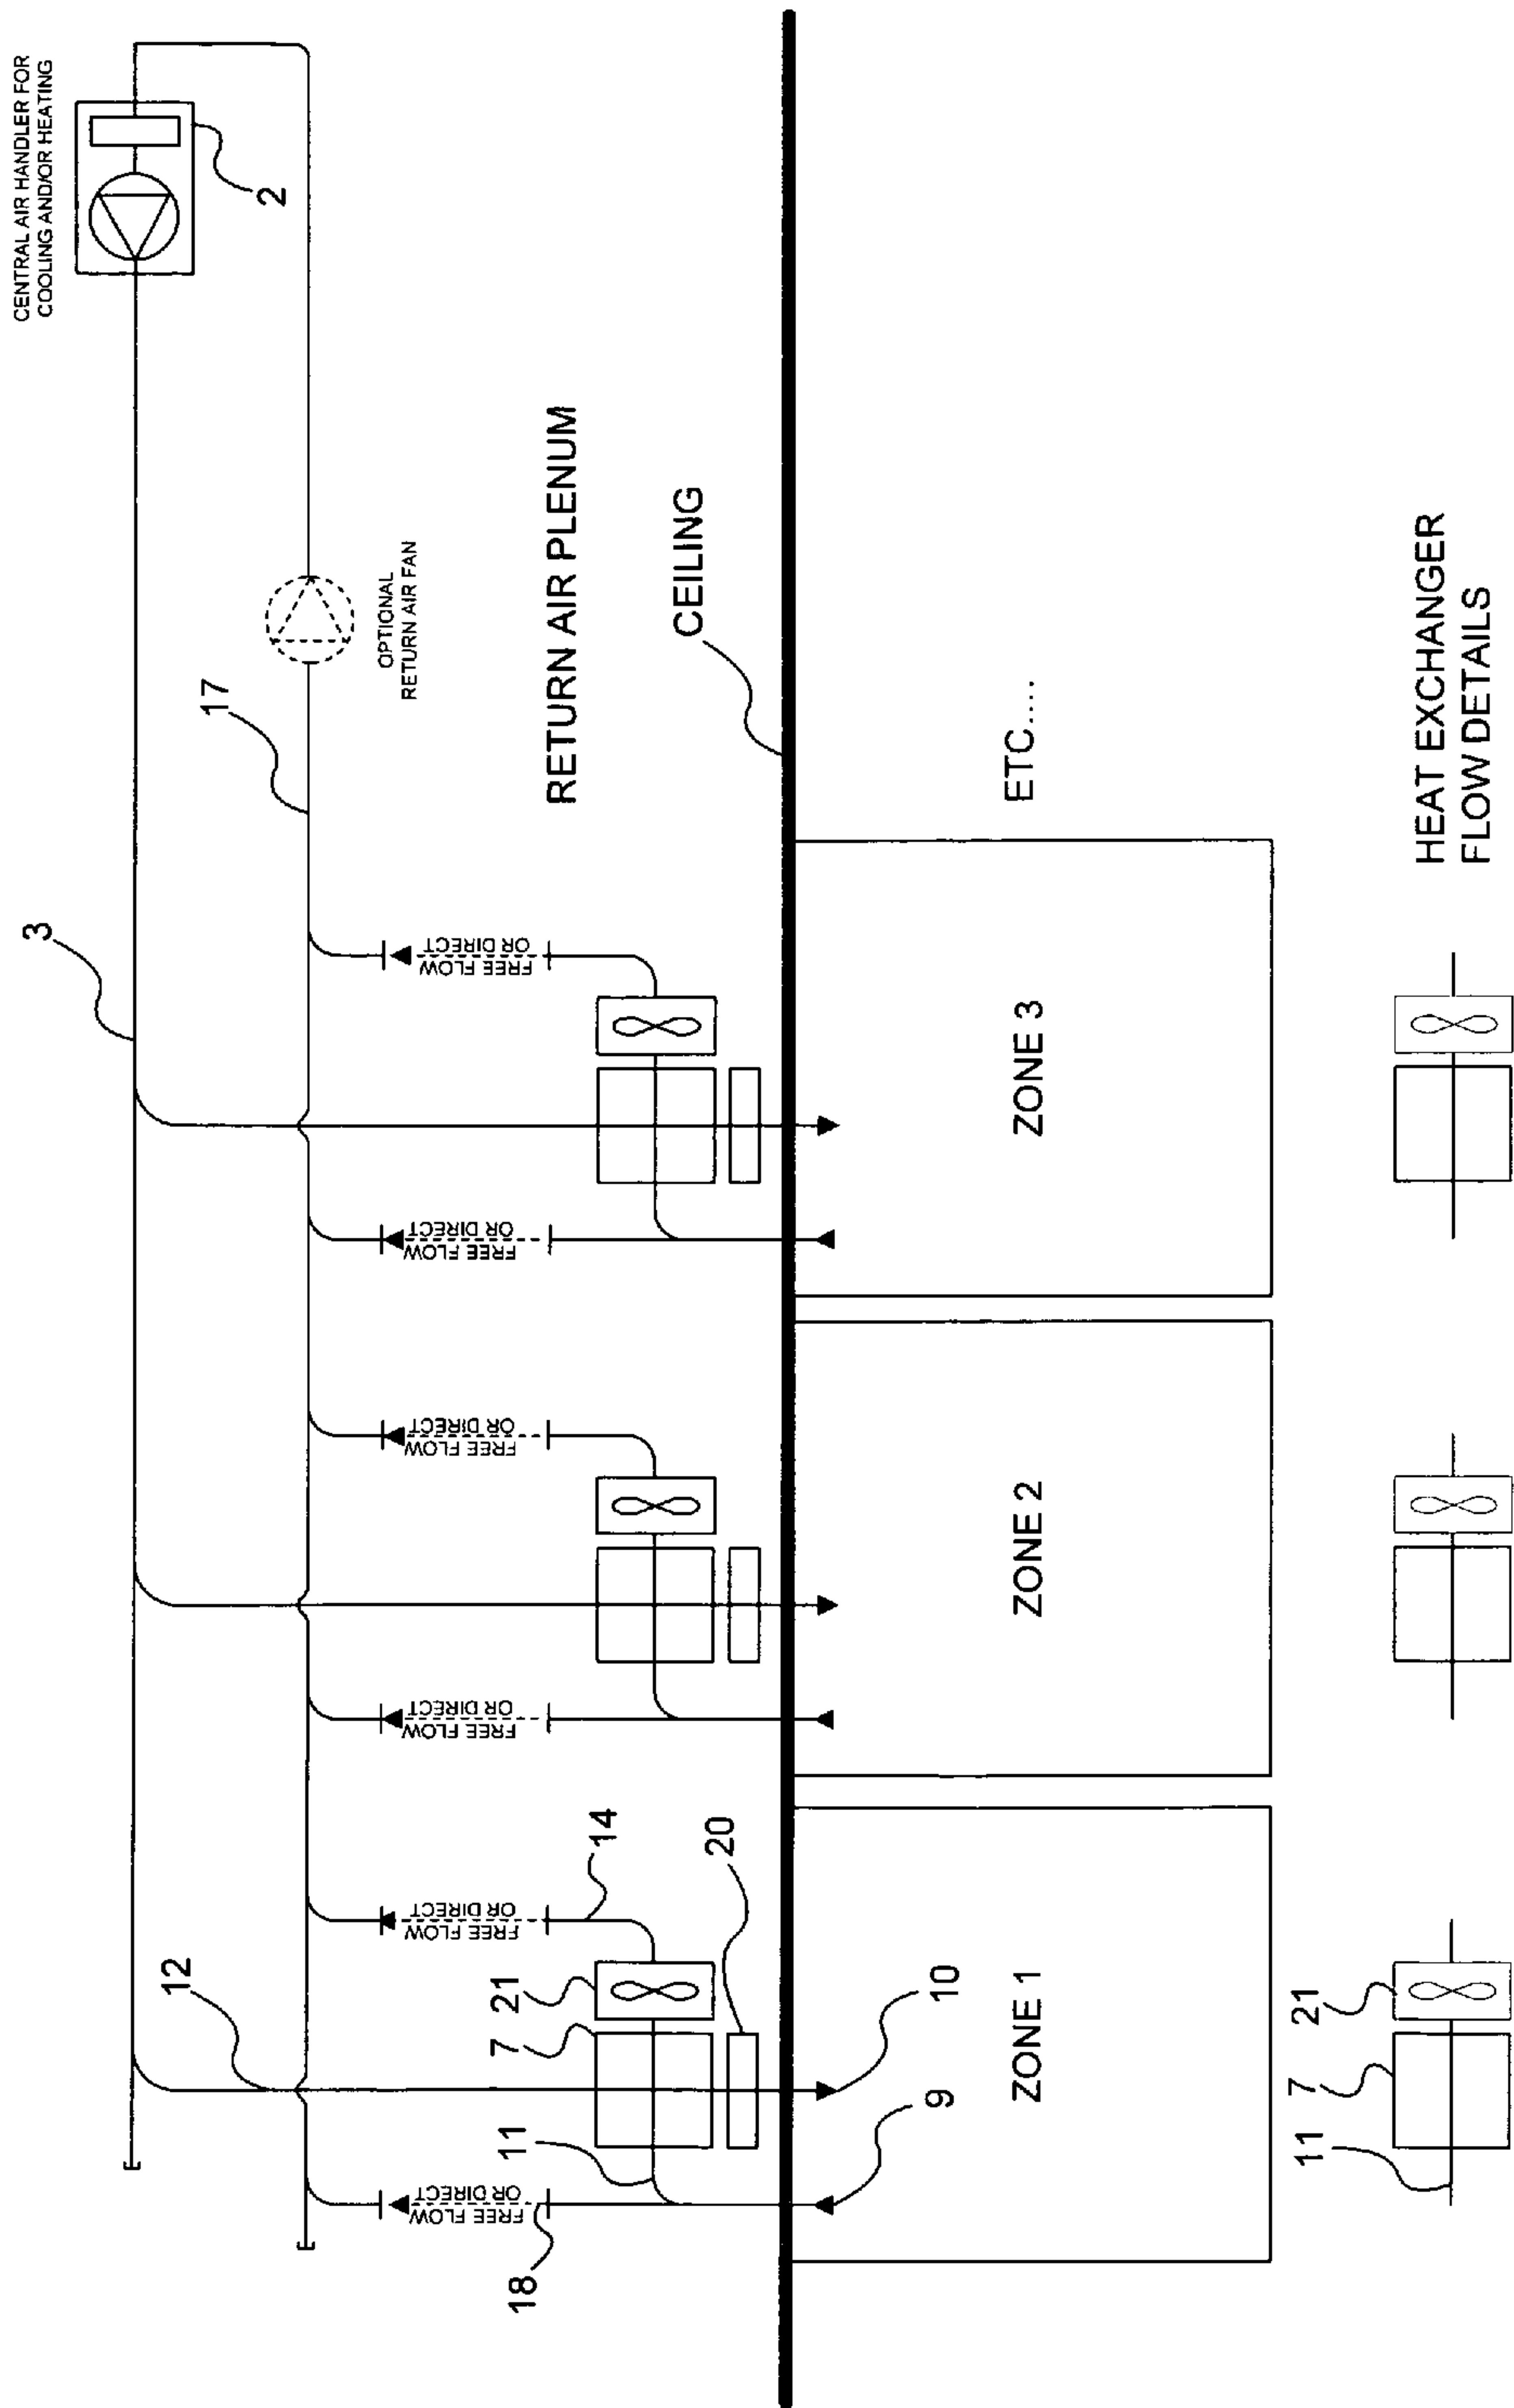 CENTRAL AIR HANDLER FOR
COOLING AND/OR HEATING
2
3
17
OPTIONAL
RETURN AIR FAN
12
RETURN AIR PLENUM
FREE FLOW
OR DIRECT
FREE FLOW
OR DIRECT
FREE FLOW
OR DIRECT
FREE FLOW
OR DIRECT
FREE FLOW
OR DIRECT
FREE FLOW
OR DIRECT
18
14
11
7
21
20
CEILING
9
10
ZONE 1
ZONE 2
ZONE 3
ETC....
11
7
21
HEAT EXCHANGER
FLOW DETAILS